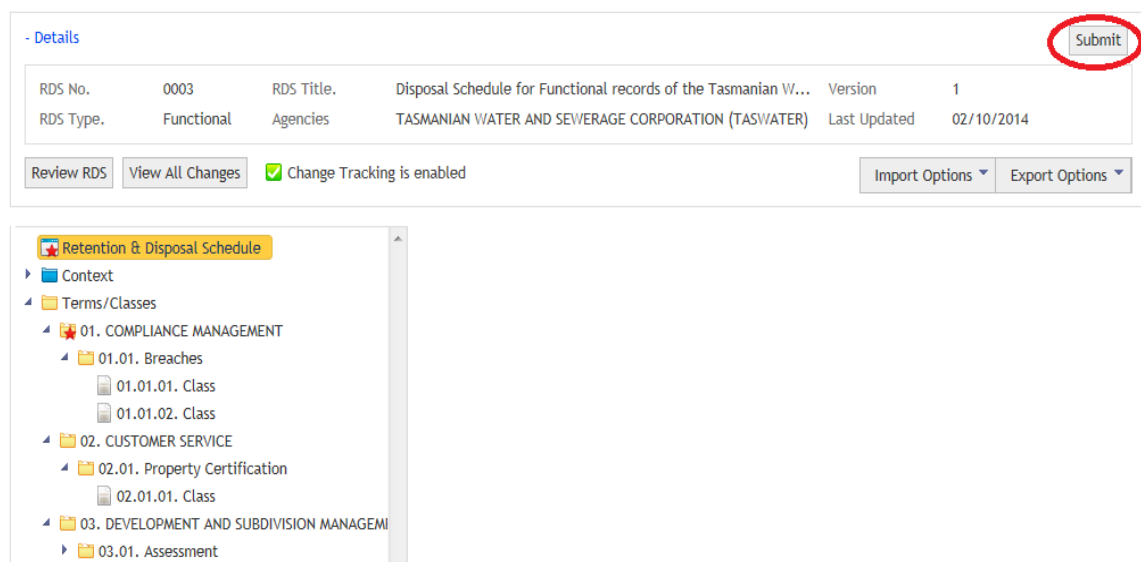 - Details
Submit
RDS No. 0003 RDS Title. Disposal Schedule for Functional records of the Tasmanian W... Version 1
RDS Type. Functional Agencies TASMANIAN WATER AND SEWERAGE CORPORATION (TASWATER) Last Updated 02/10/2014
Review RDS View All Changes Change Tracking is enabled Import Options Export Options
Retention & Disposal Schedule
Context
Terms/Classes
01. COMPLIANCE MANAGEMENT
01.01. Breaches
01.01.01. Class
01.01.02. Class
02. CUSTOMER SERVICE
02.01. Property Certification
02.01.01. Class
03. DEVELOPMENT AND SUBDIVISION MANAGEM
03.01. Assessment